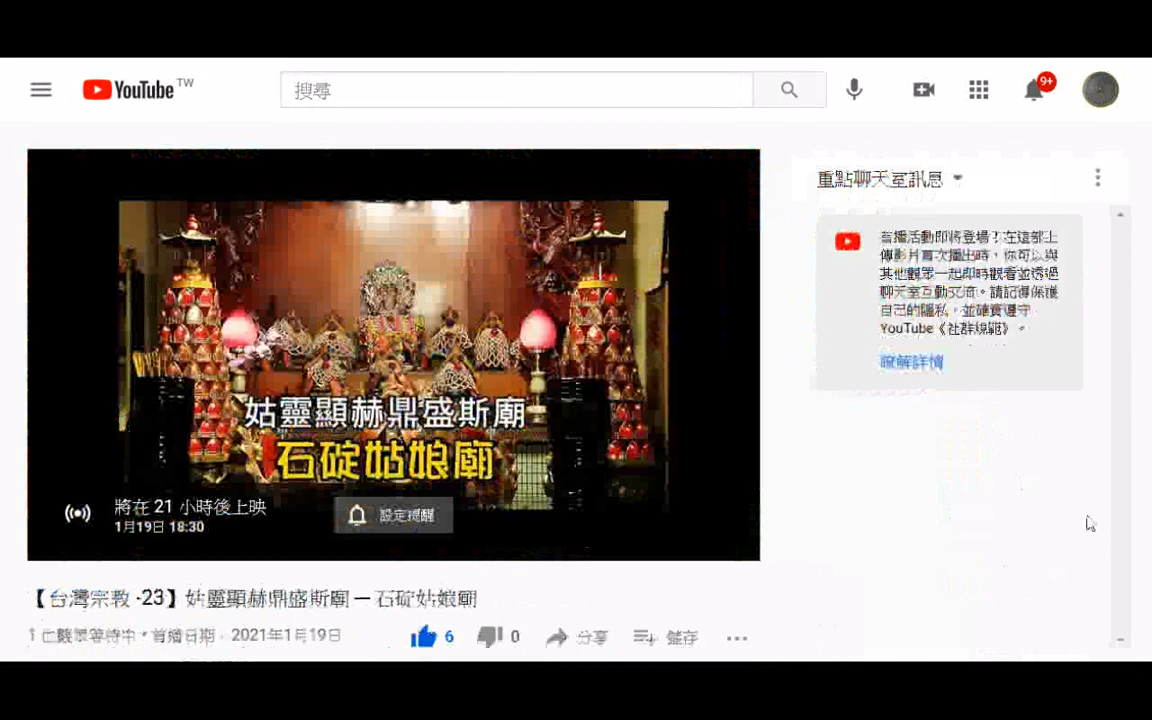 YouTube TW
搜尋
9+
重點聊天室訊息
首播活動即將登場！在這部上
傳影片首次播出時，你可以與
其他觀眾一起即時觀看並透過
聊天室互動交流。請記得保護
自己的隱私，並確實遵守
YouTube《社群規範》。
瞭解詳情
姑靈顯赫鼎盛斯廟
石碇姑娘廟
將在 21 小時後上映
1月19日 18:30
設定提醒
【台灣宗教 -23】姑靈顯赫鼎盛斯廟 ─ 石碇姑娘廟
1 位觀眾等待中・首播日期：2021年1月19日
6
0
分享
儲存